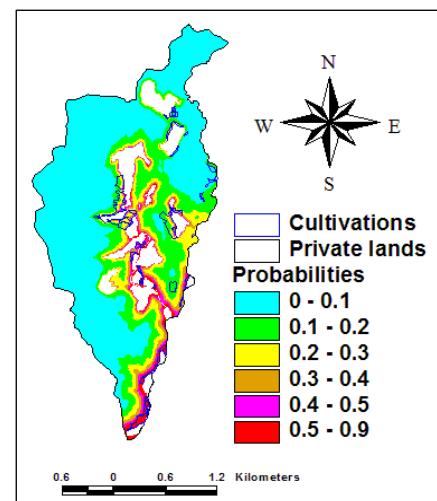 N
W E
S
Cultivations
Private lands
Probabilities
0 - 0.1
0.1 - 0.2
0.2 - 0.3
0.3 - 0.4
0.4 - 0.5
0.5 - 0.9
0.6 0 0.6 1.2 Kilometers